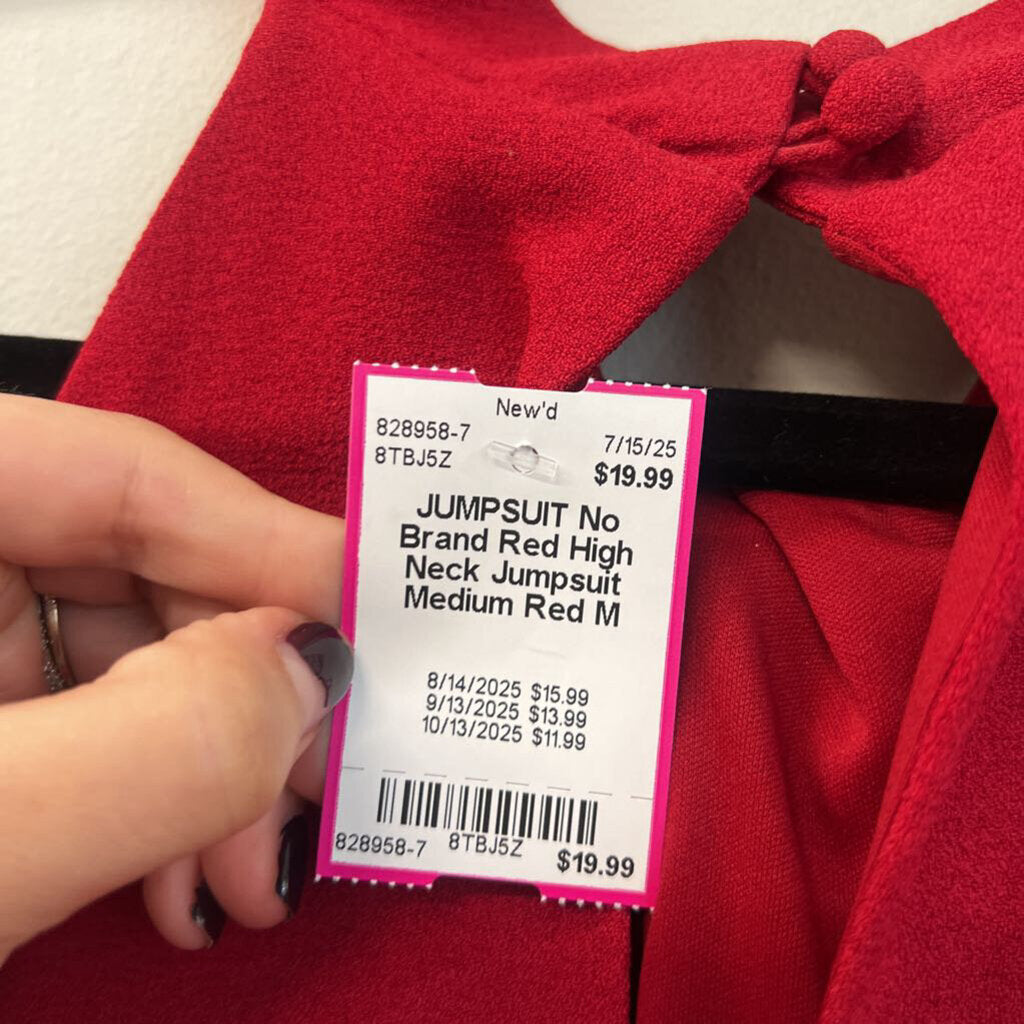 New'd
828958-7 7/15/25
8TBJ5Z $19.99
JUMPSUIT No
Brand Red High
Neck Jumpsuit
Medium Red M
8/14/2025 $15.99
9/13/2025 $13.99
10/13/2025 $11.99
828958-7 8TBJ5Z $19.99